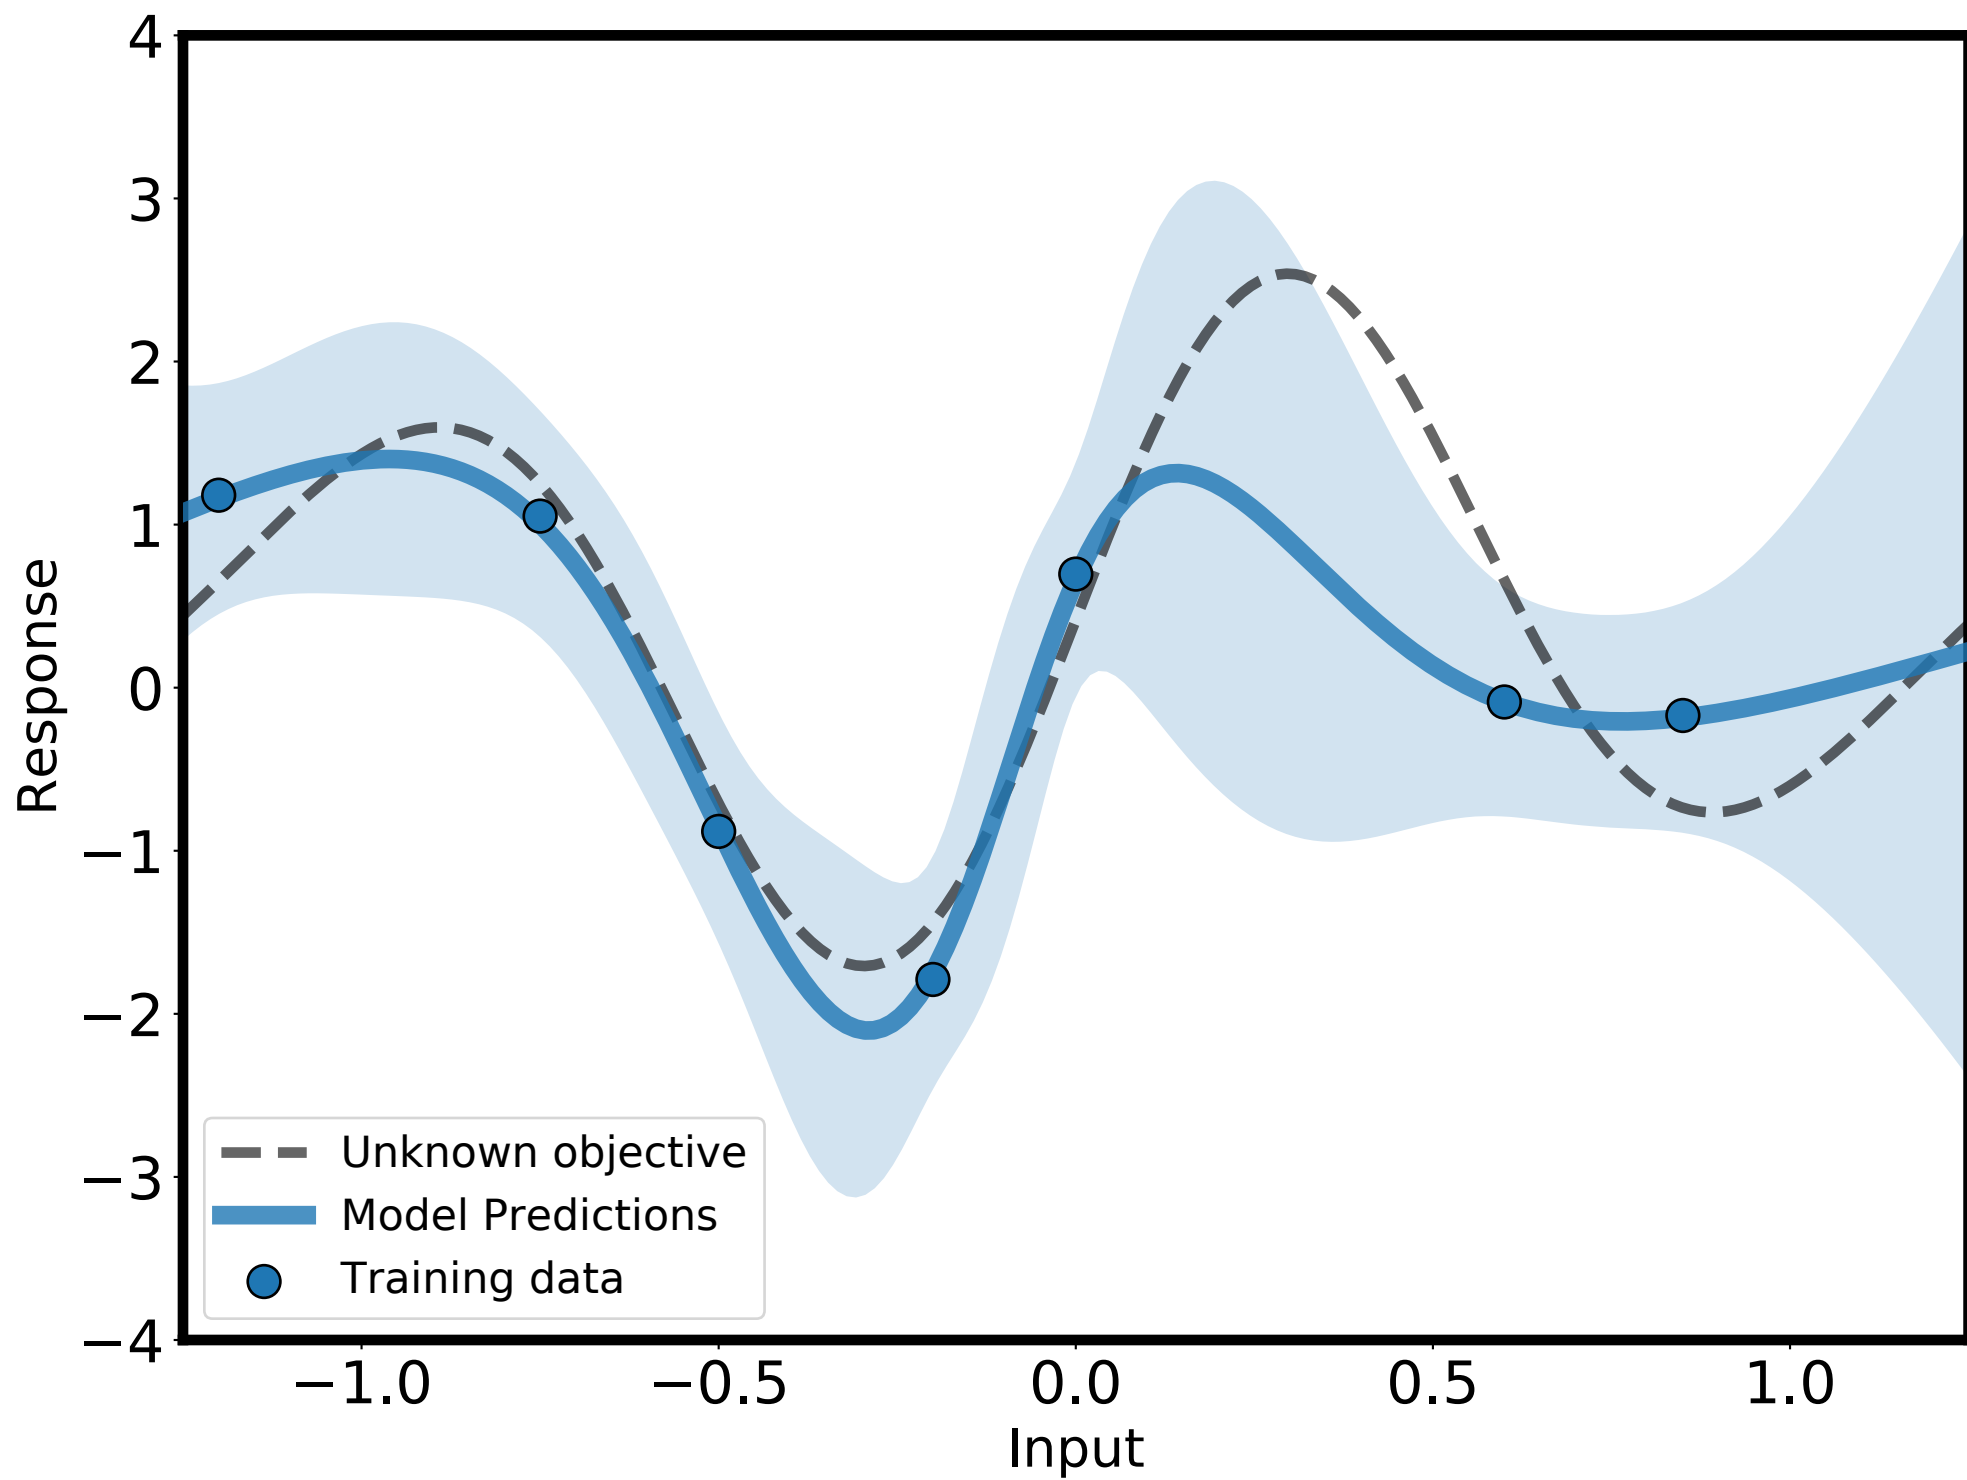 4
3
2
1
0
−1
−2
−3
−4
Response
Unknown objective
Model Predictions
Training data
−1.0 −0.5 0.0 0.5 1.0
Input